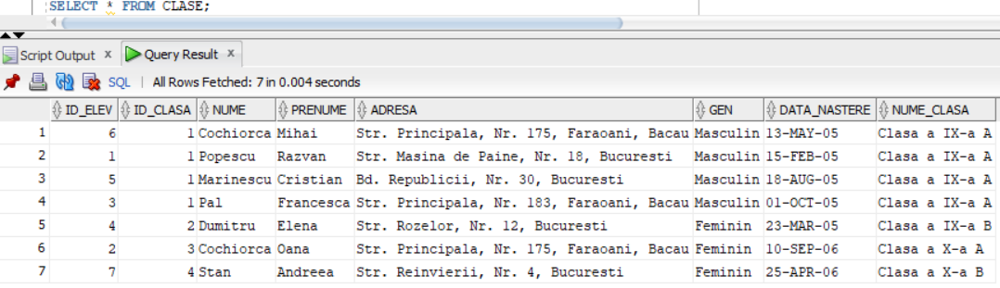 SELECT * FROM CLASE;
Script Output x Query Result x
SQL | All Rows Fetched: 7 in 0.004 seconds
ID_ELEV ID_CLASA NUME PRENUME ADRESA GEN DATA_NASTERE NUME_CLASA
1 6 1 Cochiorca Mihai Str. Principala, Nr. 175, Faraoani, Bacau Masculin 13-MAY-05 Clasa a IX-a A
2 1 1 Popescu Razvan Str. Masina de Paine, Nr. 18, Bucuresti Masculin 15-FEB-05 Clasa a IX-a A
3 5 1 Marinescu Cristian Bd. Republicii, Nr. 30, Bucuresti Masculin 18-AUG-05 Clasa a IX-a A
4 3 1 Pal Francesca Str. Principala, Nr. 183, Faraoani, Bacau Masculin 01-OCT-05 Clasa a IX-a A
5 4 2 Dumitru Elena Str. Rozelor, Nr. 12, Bucuresti Feminin 23-MAR-05 Clasa a IX-a B
6 2 3 Cochiorca Oana Str. Principala, Nr. 175, Faraoani, Bacau Feminin 10-SEP-06 Clasa a X-a A
7 7 4 Stan Andreea Str. Reinvierii, Nr. 4, Bucuresti Feminin 25-APR-06 Clasa a X-a B